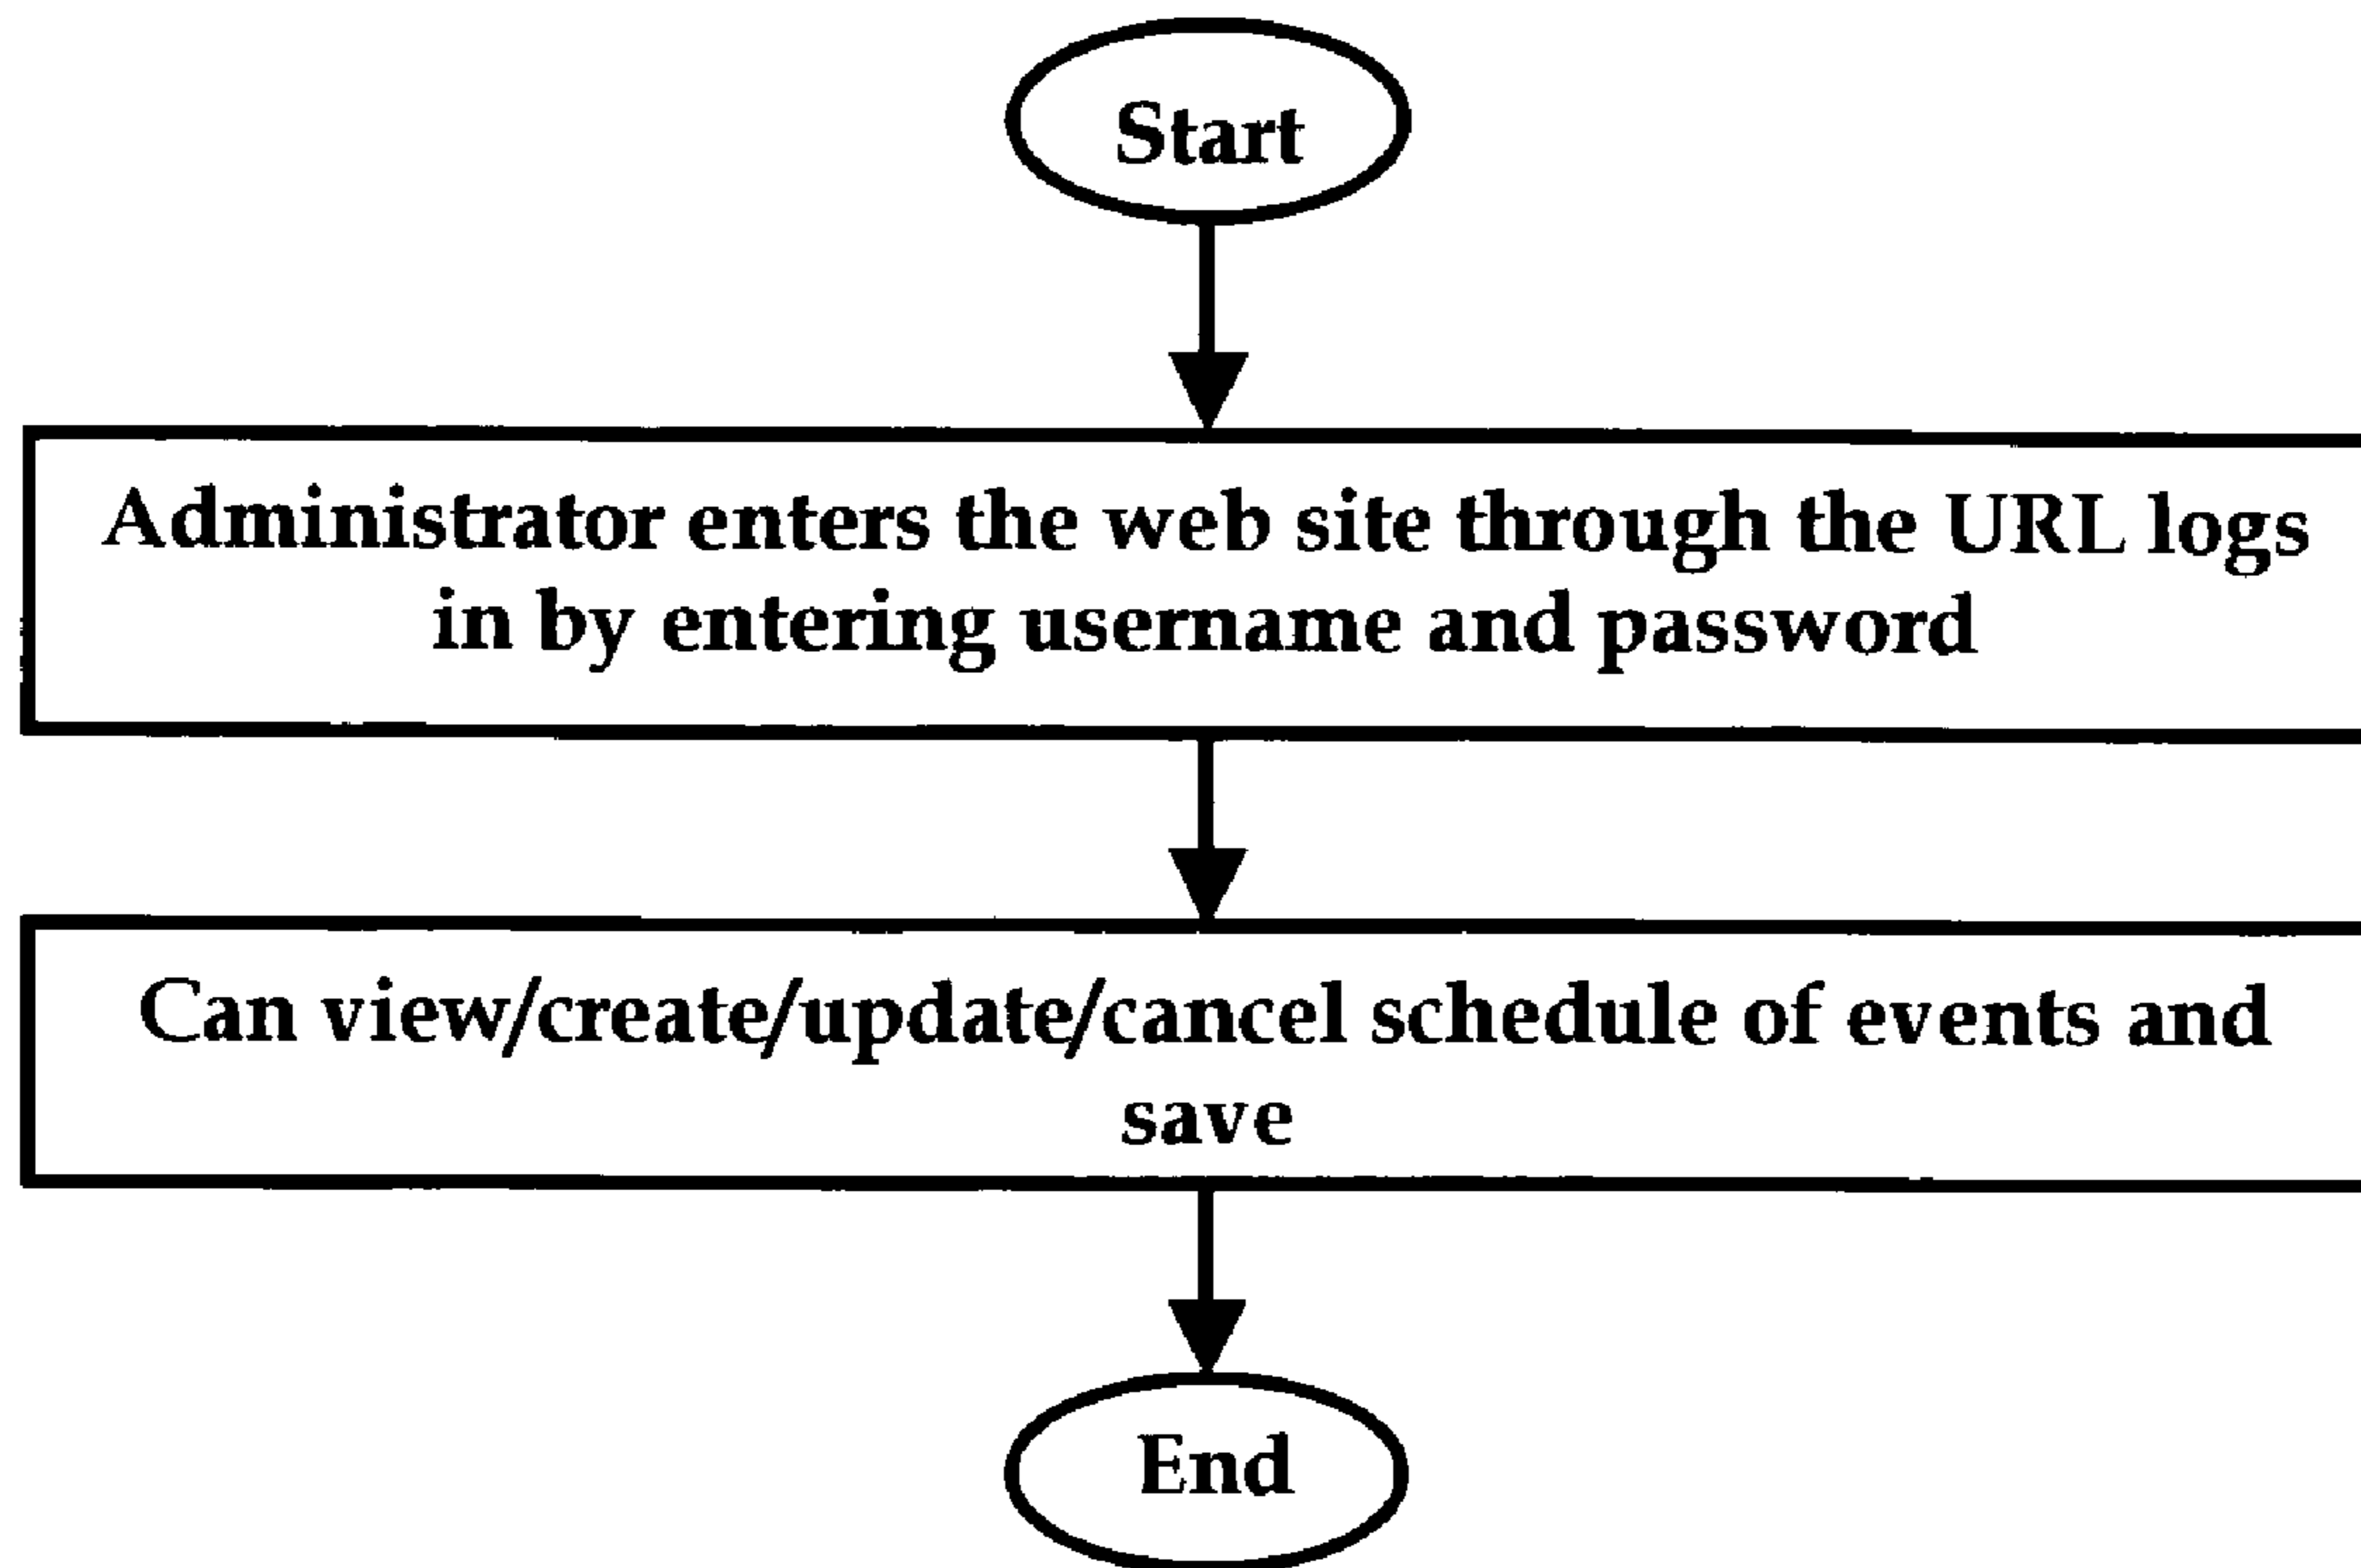 Start
Administrator enters the web site through the URL logs
in by entering username and password
Can view/create/update/cancel schedule of events and
save
End